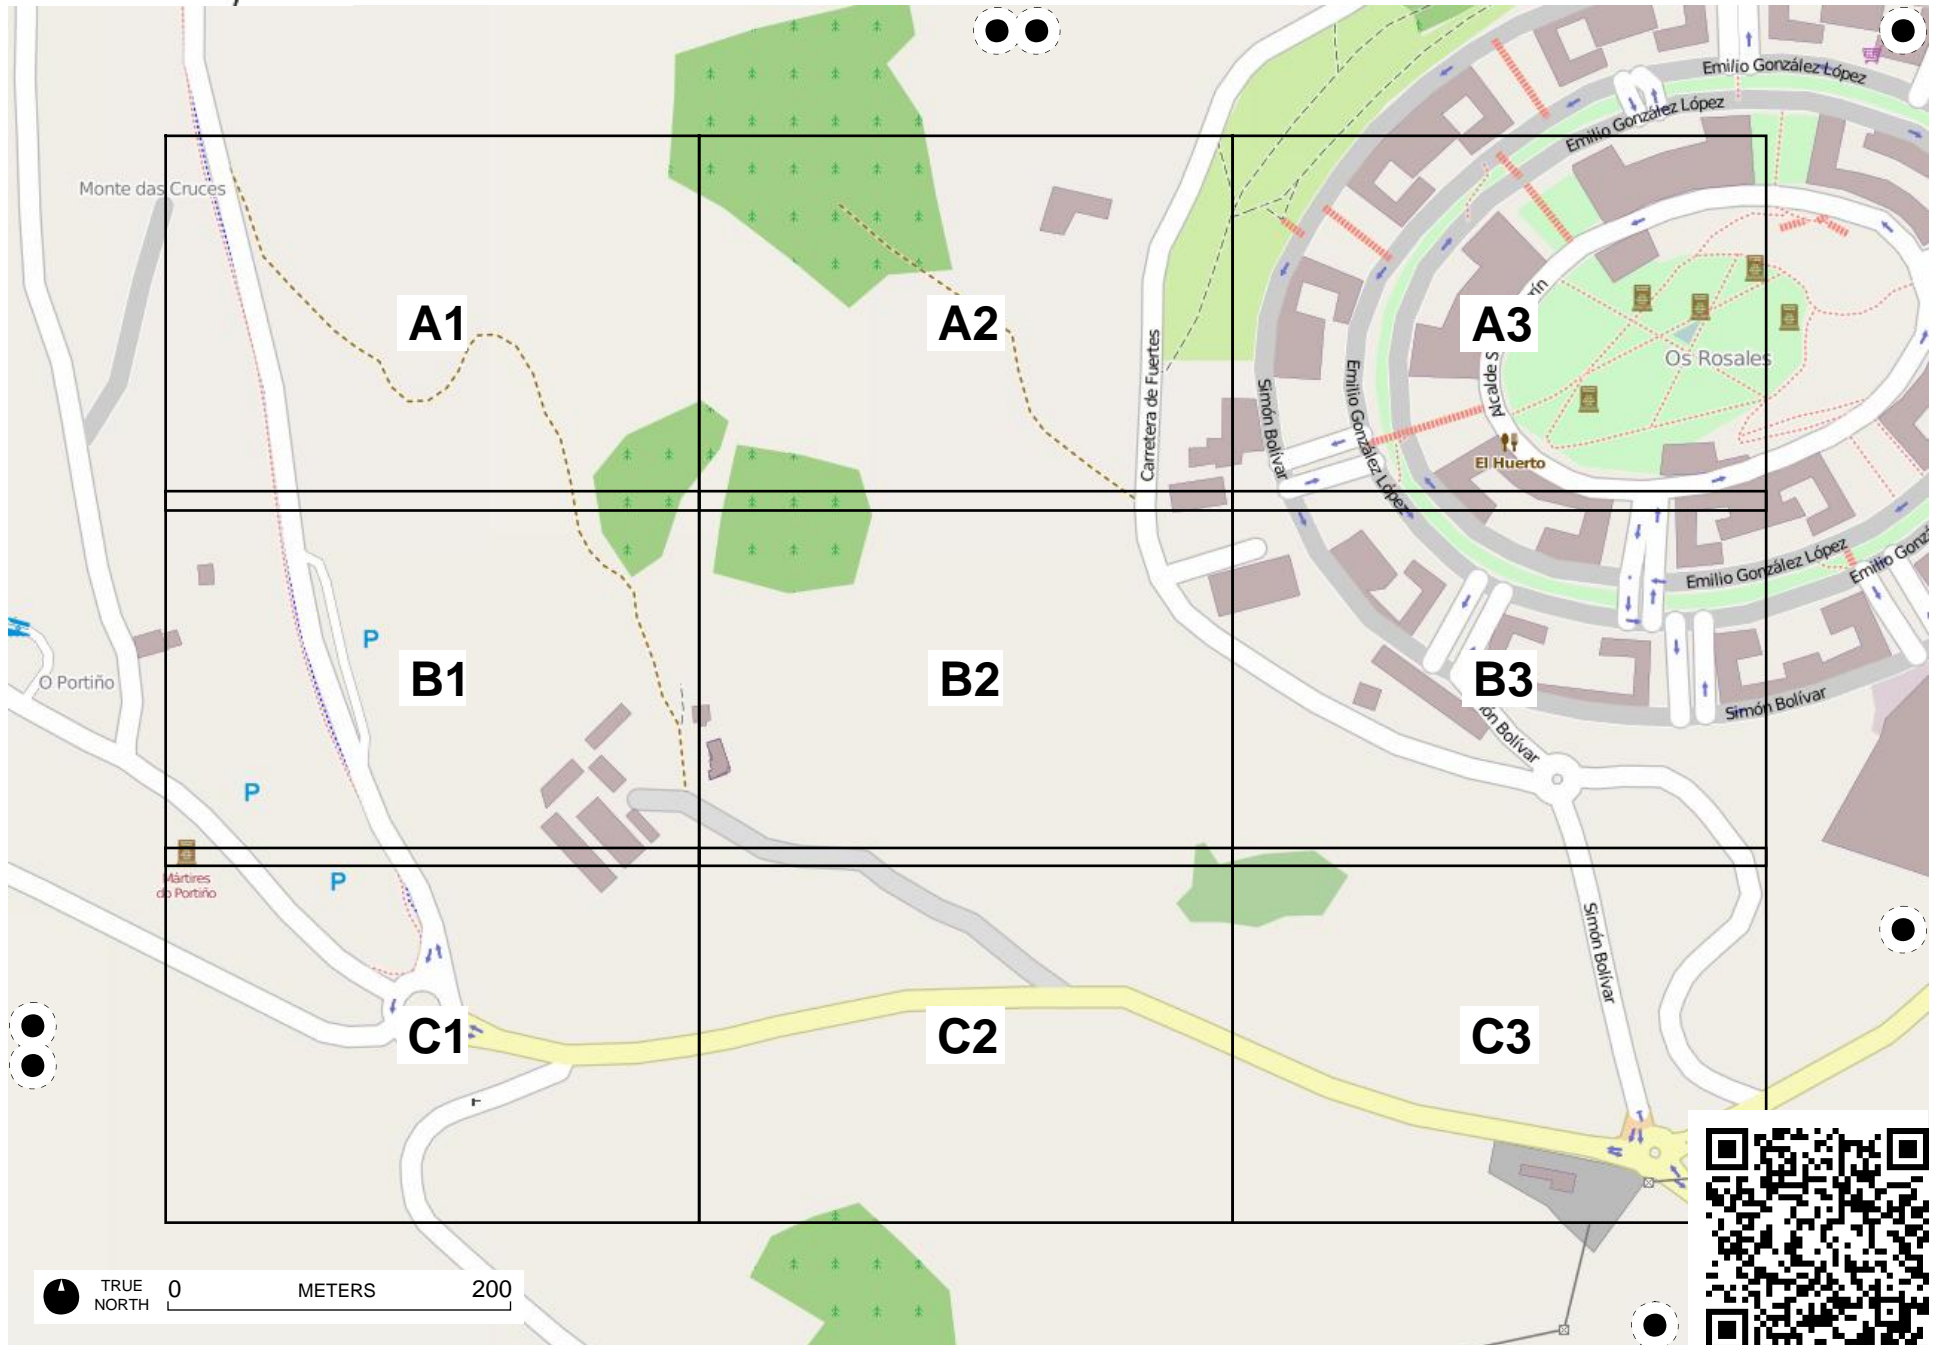 Emilio González López
Emilio González López
Monte das Cruces
A1
A2
A3
Carretera de Fuertes
Os Rosales
Simón Bolívar
Emilio González López
El Huerto
Emilio González López
O Portiño
P
B1
B2
B3
Simón Bolívar
P
Mártires
do Portiño
P
Simón Bolívar
C1
C2
C3
TRUE
NORTH
0
METERS
200